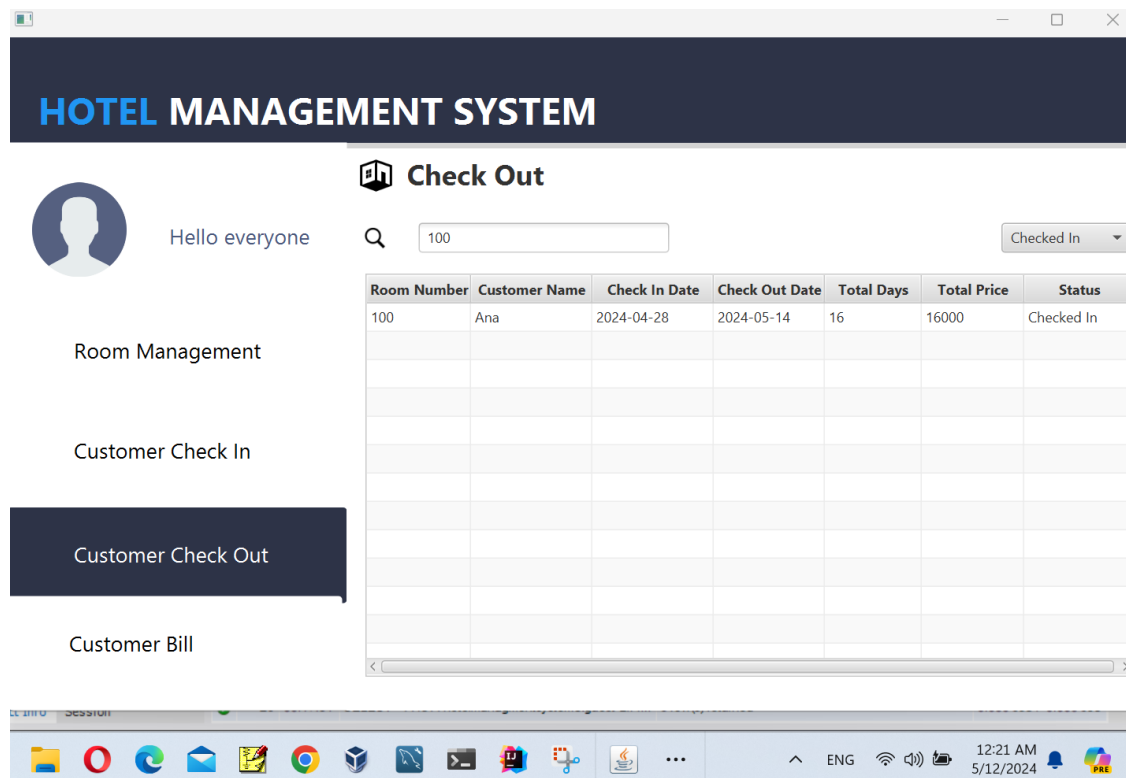 HOTEL MANAGEMENT SYSTEM
Check Out
Hello everyone
100
Checked In
Room Number Customer Name Check In Date Check Out Date Total Days Total Price Status
100 Ana 2024-04-28 2024-05-14 16 16000 Checked In
Room Management
Customer Check In
Customer Check Out
Customer Bill
Session
ENG
12:21 AM
5/12/2024
PRE